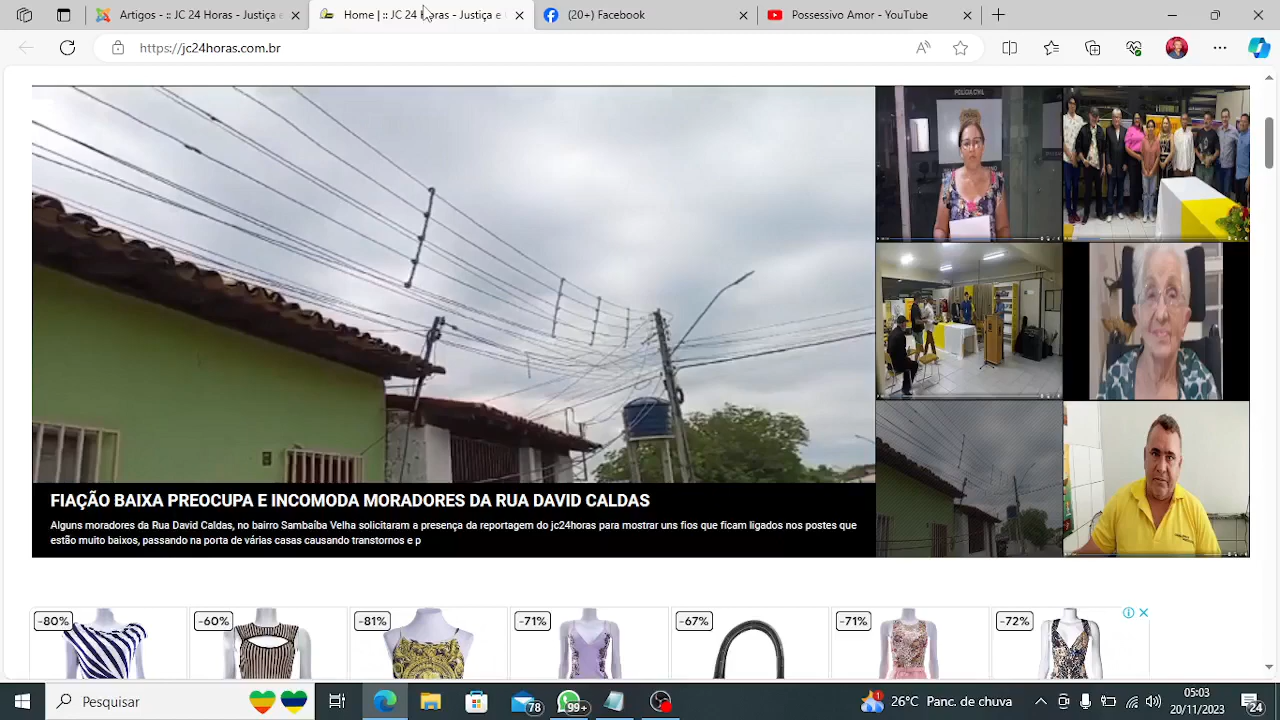 Artigos - :: JC 24 Horas - Justiça e
Home | :: JC 24 Horas - Justiça e
(20+) Facebook
Possessivo Amor - YouTube
https://jc24horas.com.br
POLÍCIA CIVIL
FIAÇÃO BAIXA PREOCUPA E INCOMODA MORADORES DA RUA DAVID CALDAS
Alguns moradores da Rua David Caldas, no bairro Sambaíba Velha solicitaram a presença da reportagem do jc24horas para mostrar uns fios que ficam ligados nos postes que
estão muito baixos, passando na porta de várias casas causando transtornos e p
-80%
-60%
-81%
-71%
-67%
-71%
-72%
Pesquisar
78
99+
1
26°C Panc. de chuva
05:03
20/11/2023
24